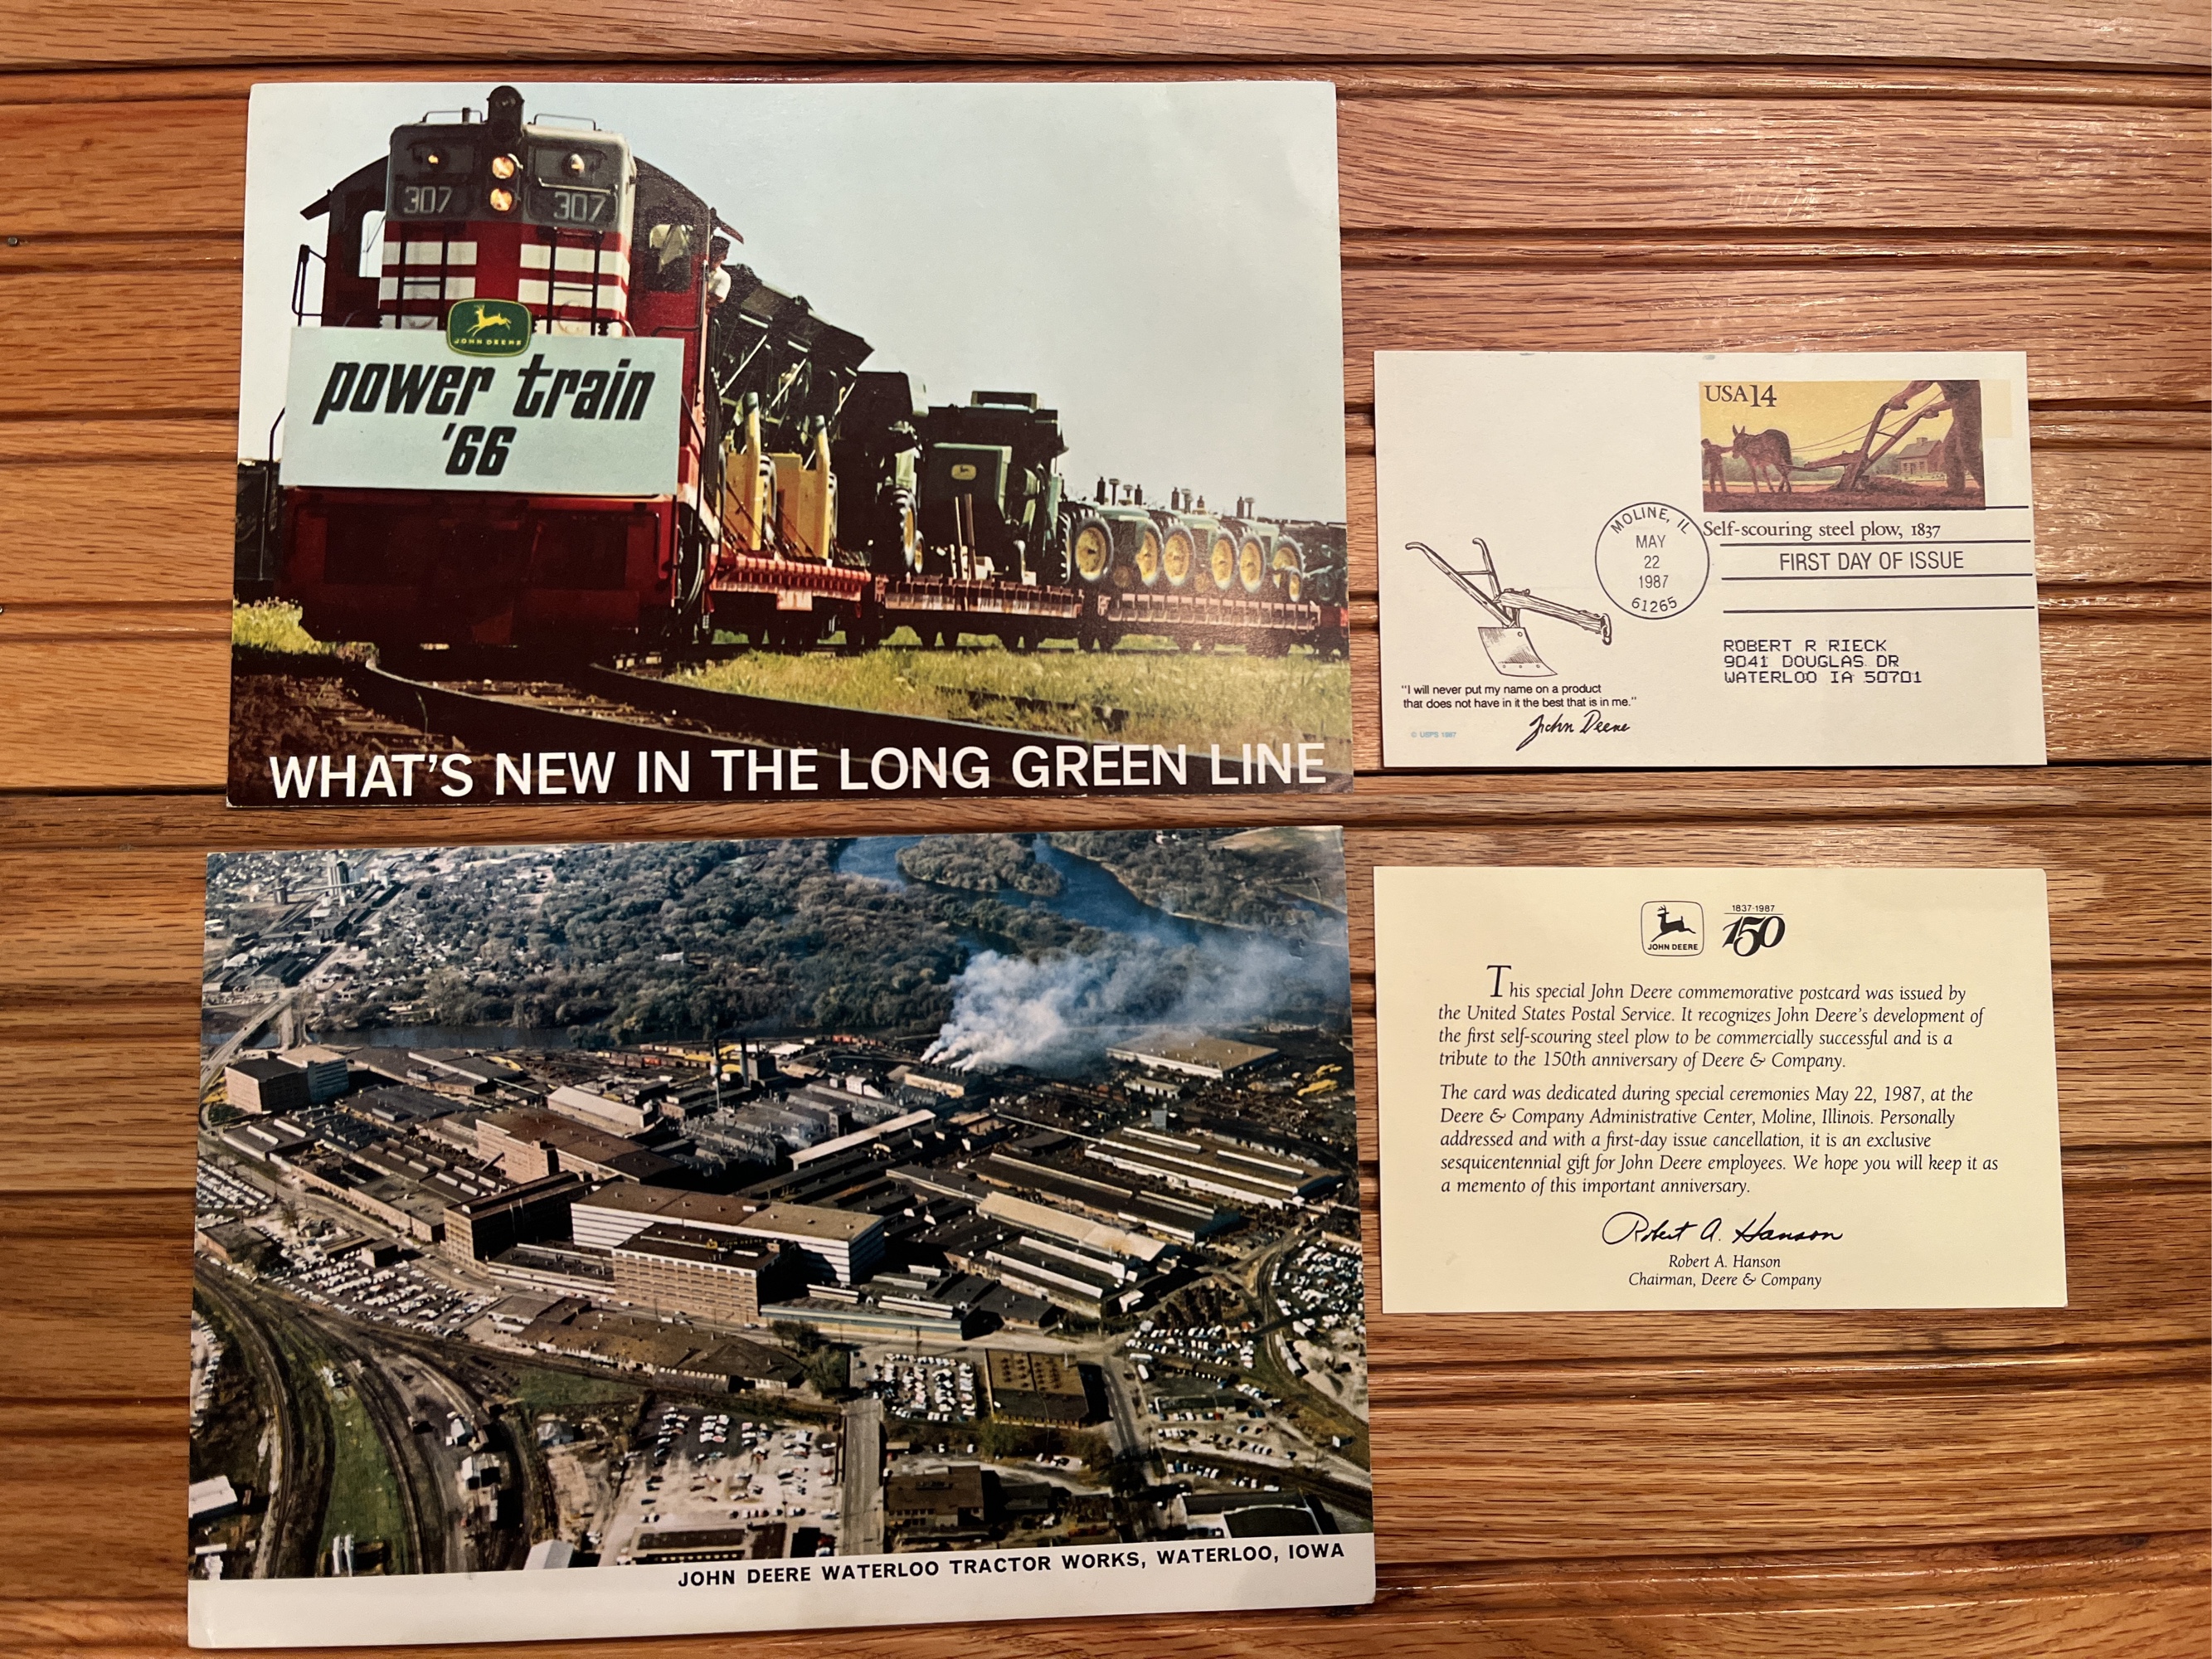 307 307
JOHN DEERE
power train
'66
WHAT'S NEW IN THE LONG GREEN LINE
USA14
Self-scouring steel plow, 1837
MOLINE, IL
MAY
22
1987
61265
FIRST DAY OF ISSUE
ROBERT R RIECK
9041 DOUGLAS DR
WATERLOO IA 50701
"I will never put my name on a product
that does not have in it the best that is in me."
John Deere
© USPS 1987
JOHN DEERE WATERLOO TRACTOR WORKS, WATERLOO, IOWA
JOHN DEERE
1837-1987
150
This special John Deere commemorative postcard was issued by
the United States Postal Service. It recognizes John Deere's development of
the first self-scouring steel plow to be commercially successful and is a
tribute to the 150th anniversary of Deere & Company.
The card was dedicated during special ceremonies May 22, 1987, at the
Deere & Company Administrative Center, Moline, Illinois. Personally
addressed and with a first-day issue cancellation, it is an exclusive
sesquicentennial gift for John Deere employees. We hope you will keep it as
a memento of this important anniversary.
Robert A. Hanson
Robert A. Hanson
Chairman, Deere & Company